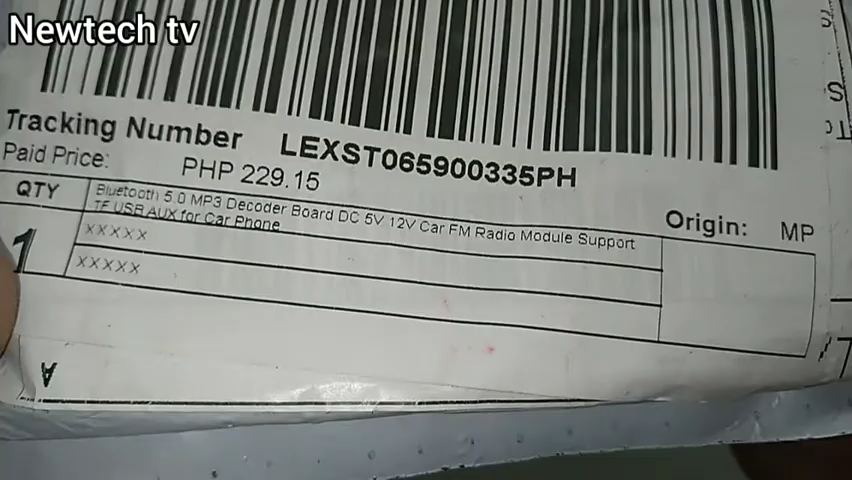 Newtech tv
Tracking Number LEXST065900335PH
Paid Price: PHP 229.15
Origin: MP
QTY
Bluetooth 5.0 MP3 Decoder Board DC 5V 12V Car FM Radio Module Support
TF USB AUX for Car Phone
1
XXXXX
XXXXX
A